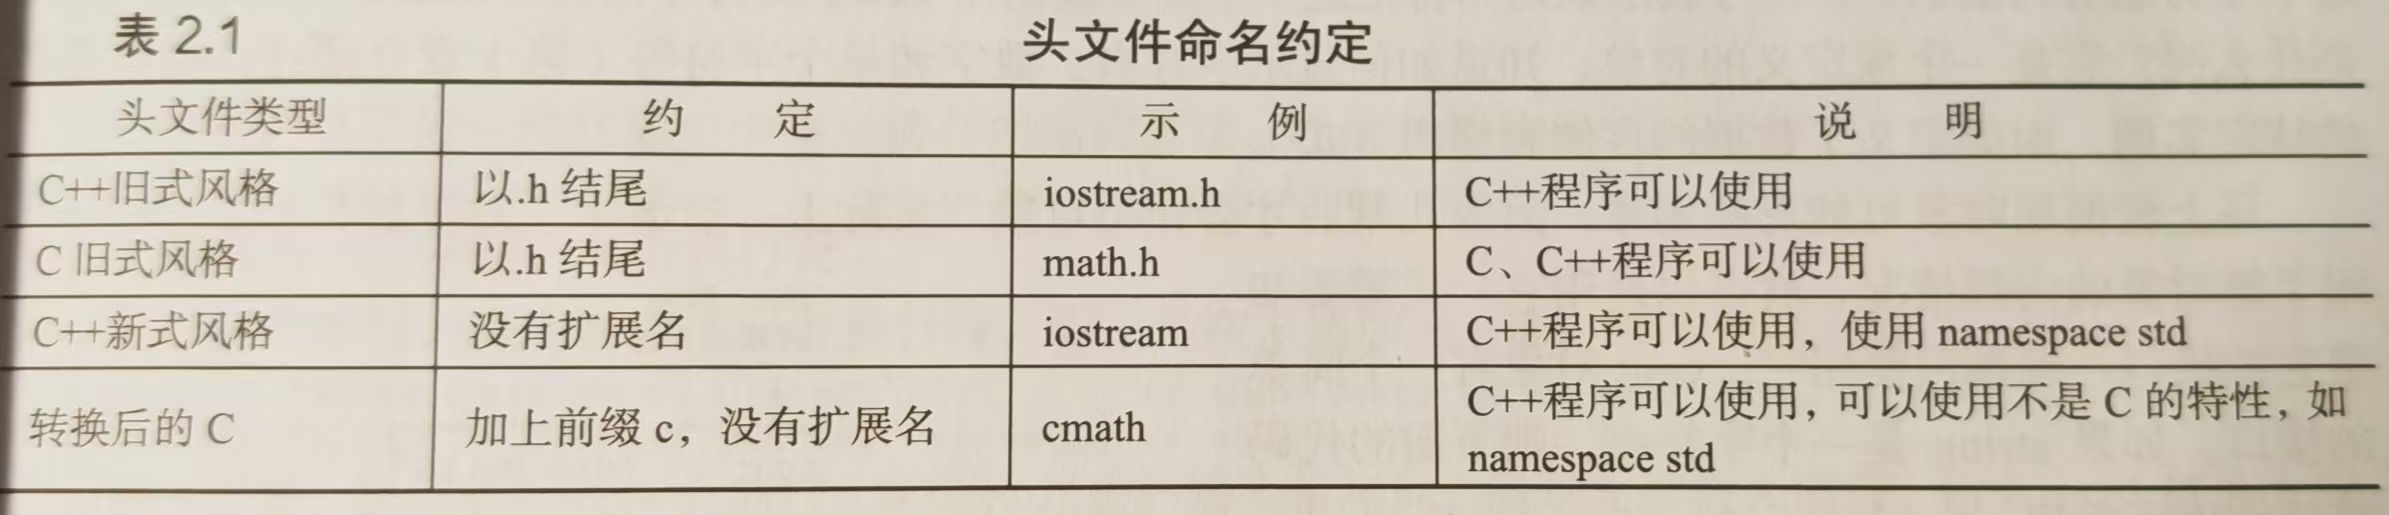 表 2.1 头文件命名约定
头文件类型 约 定 示 例 说 明
C++旧式风格 以.h 结尾 iostream.h C++程序可以使用
C 旧式风格 以.h 结尾 math.h C、C++程序可以使用
C++新式风格 没有扩展名 iostream C++程序可以使用，使用 namespace std
转换后的 C 加上前缀 c，没有扩展名 cmath C++程序可以使用，可以使用不是 C 的特性，如
namespace std